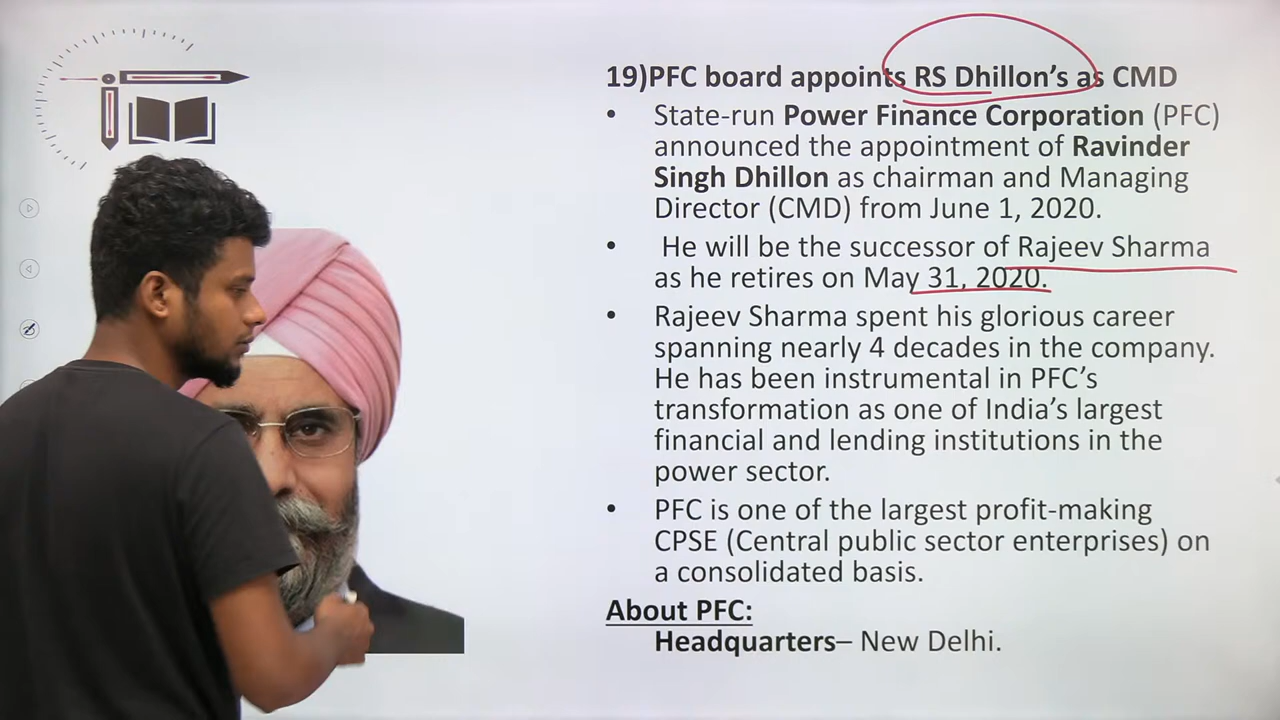 19)PFC board appoints RS Dhillon’s as CMD
• State-run Power Finance Corporation (PFC)
announced the appointment of Ravinder
Singh Dhillon as chairman and Managing
Director (CMD) from June 1, 2020.
• He will be the successor of Rajeev Sharma
as he retires on May 31, 2020.
• Rajeev Sharma spent his glorious career
spanning nearly 4 decades in the company.
He has been instrumental in PFC’s
transformation as one of India’s largest
financial and lending institutions in the
power sector.
• PFC is one of the largest profit-making
CPSE (Central public sector enterprises) on
a consolidated basis.
About PFC:
Headquarters– New Delhi.